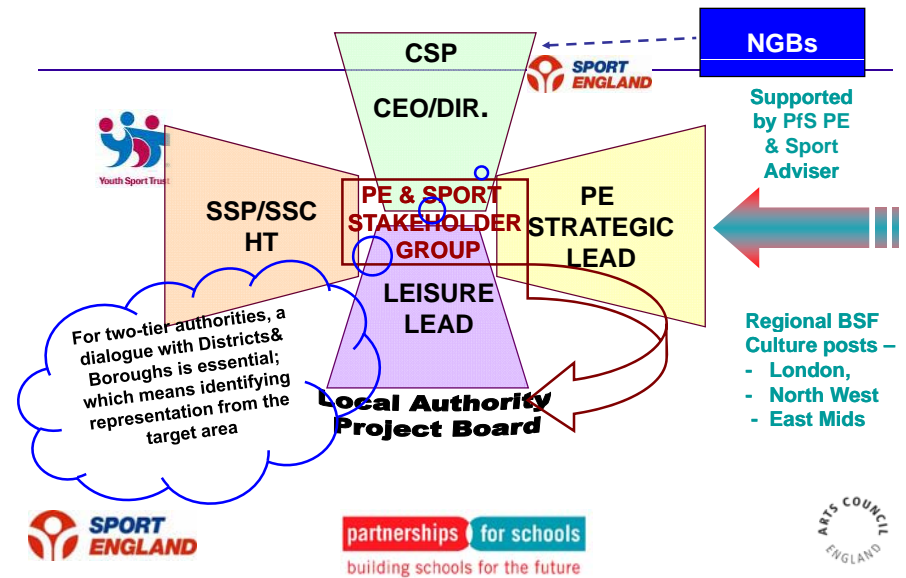 CSP
CEO/DIR.
SPORT
ENGLAND
NGBs
Supported
by PfS PE
& Sport
Adviser
Youth Sport Trust
SSP/SSC
HT
PE & SPORT
STAKEHOLDER
GROUP
PE
STRATEGIC
LEAD
LEISURE
LEAD
For two-tier authorities, a
dialogue with Districts&
Boroughs is essential;
which means identifying
representation from the
target area
Local Authority
Project Board
Regional BSF
Culture posts –
- London,
- North West
- East Mids
SPORT
ENGLAND
partnerships for schools
building schools for the future
ARTS COUNCIL
ENGLAND